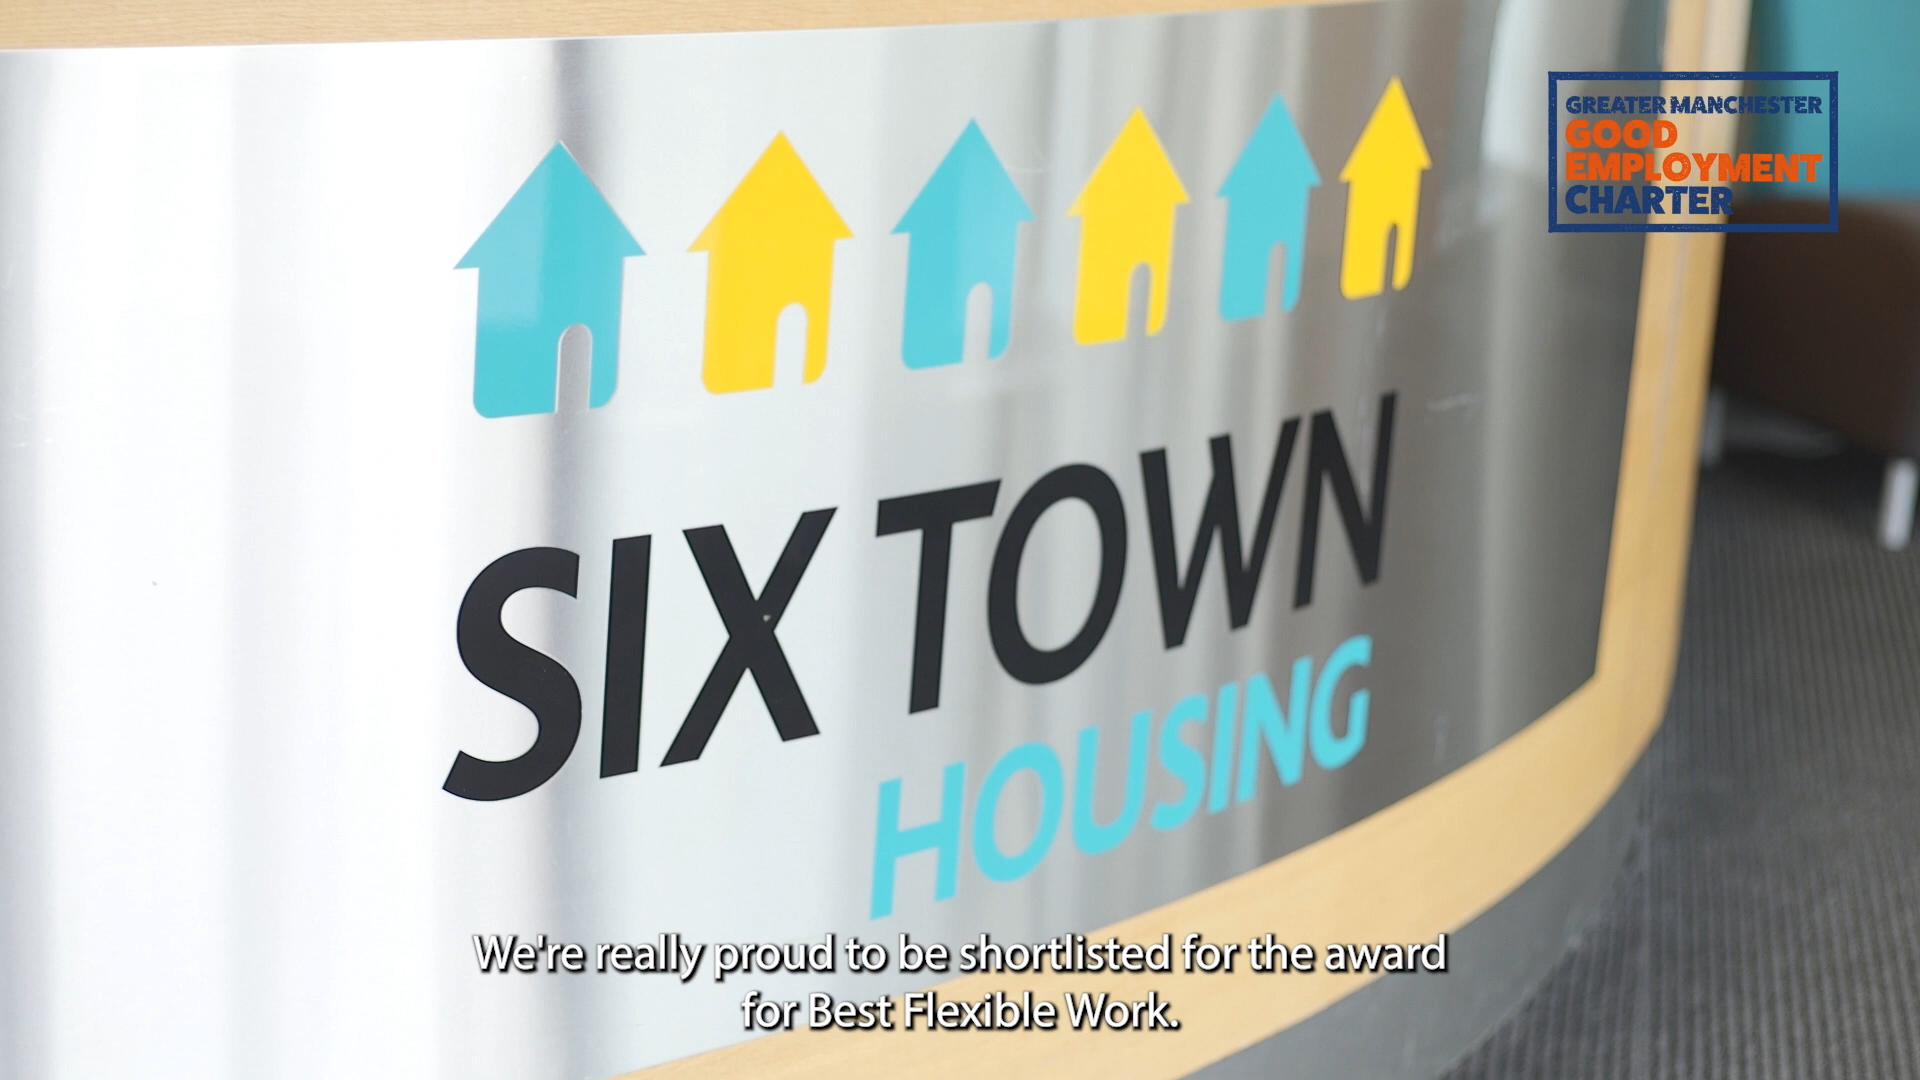 GREATER MANCHESTER
GOOD
EMPLOYMENT
CHARTER
SIX TOWN
HOUSING
We're really proud to be shortlisted for the award
for Best Flexible Work.